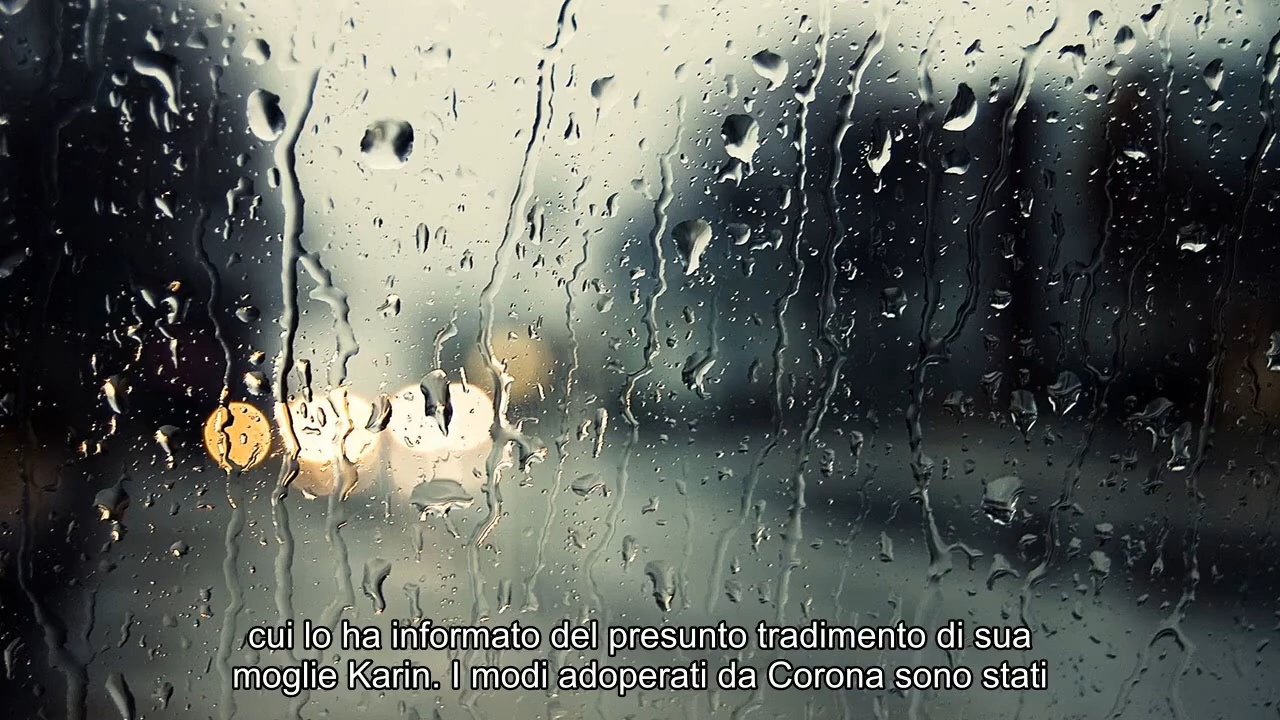 cui lo ha informato del presunto tradimento di sua
moglie Karin. I modi adoperati da Corona sono stati